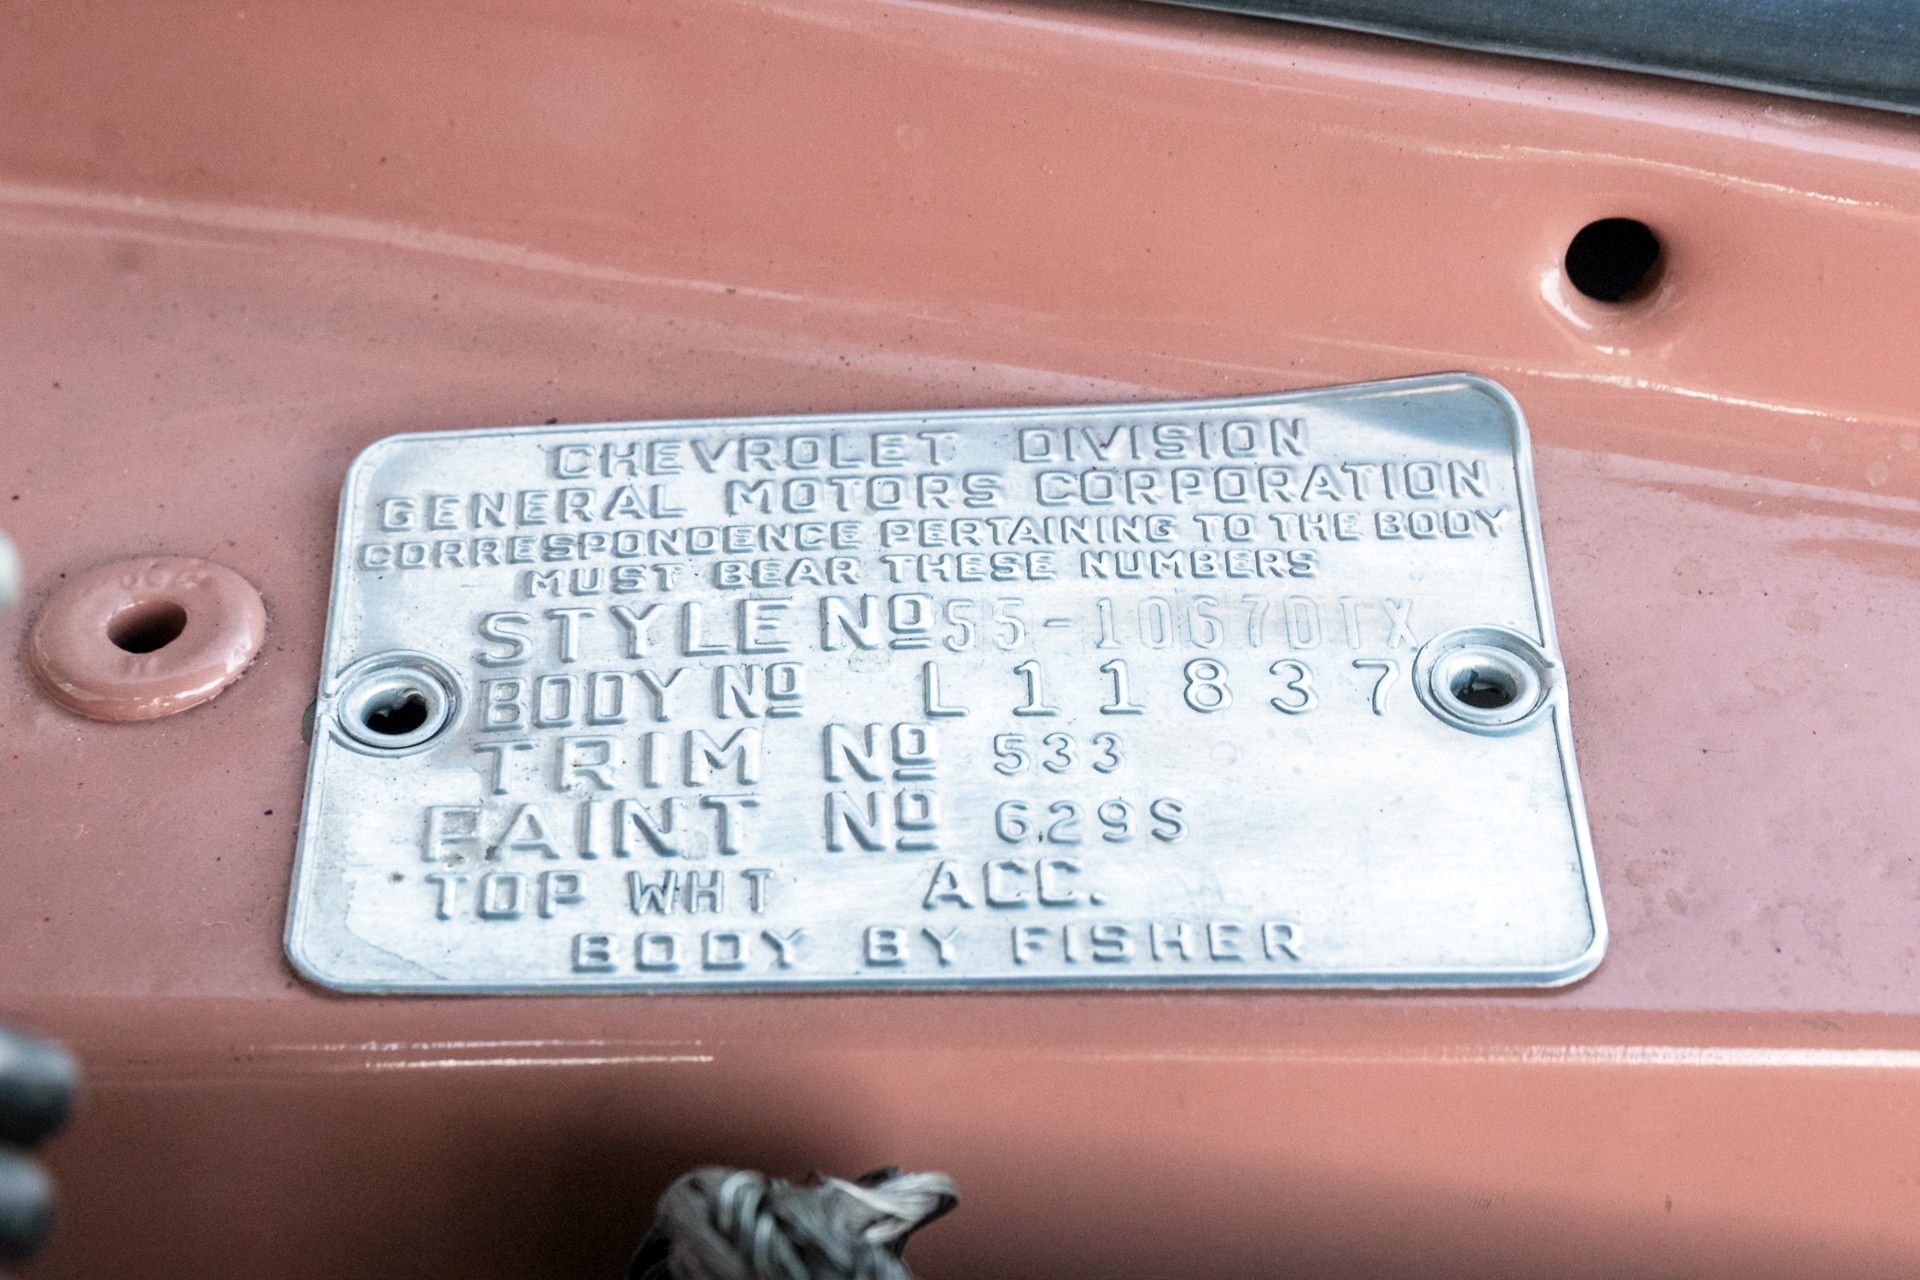 CHEVROLET DIVISION
GENERAL MOTORS CORPORATION
CORRESPONDENCE PERTAINING TO THE BODY
MUST BEAR THESE NUMBERS
STYLE Nº 55-1067DTX
BODY Nº L11837
TRIM Nº 533
PAINT Nº 629S
TOP WHT ACC.
BODY BY FISHER